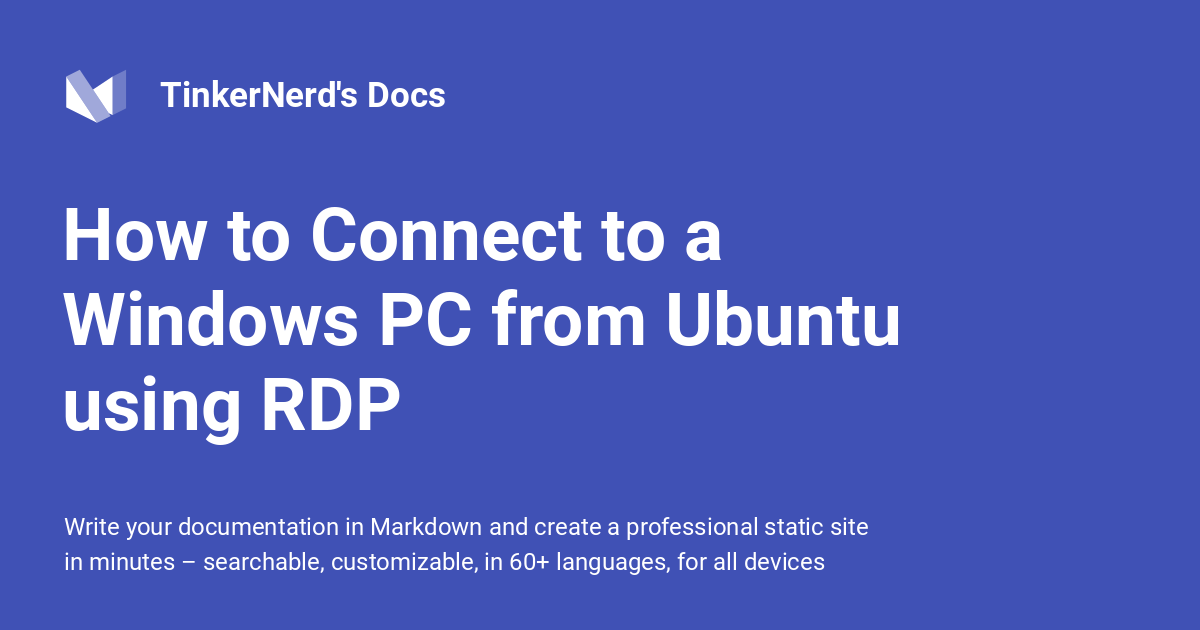 TinkerNerd's Docs
How to Connect to a
Windows PC from Ubuntu
using RDP
Write your documentation in Markdown and create a professional static site
in minutes – searchable, customizable, in 60+ languages, for all devices